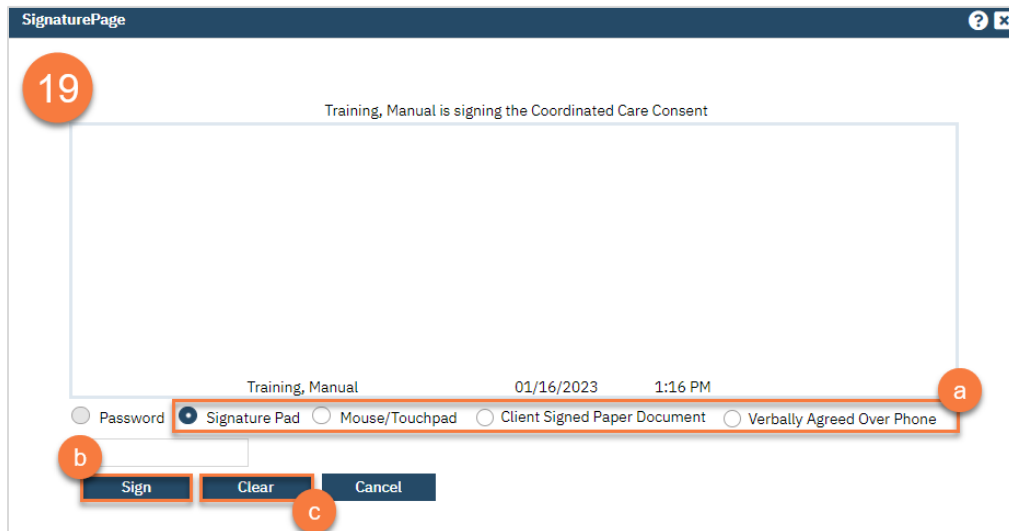 SignaturePage ?
19
Training, Manual is signing the Coordinated Care Consent
Training, Manual 01/16/2023 1:16 PM
a
Password Signature Pad Mouse/Touchpad Client Signed Paper Document Verbally Agreed Over Phone
b
Sign Clear Cancel
c